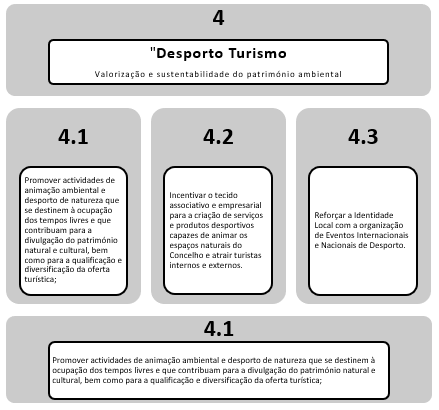 4
"Desporto Turismo
Valorização e sustentabilidade do património ambiental
4.1
Promover actividades de
animação ambiental e
desporto de natureza que
se destinem à ocupação
dos tempos livres e que
contribuam para a
divulgação do património
natural e cultural, bem
como para a qualificação e
diversificação da oferta
turística;
4.2
Incentivar o tecido
associativo e empresarial
para a criação de serviços
e produtos desportivos
capazes de animar os
espaços naturais do
Concelho e atrair turistas
internos e externos.
4.3
Reforçar a Identidade
Local com a organização
de Eventos Internacionais
e Nacionais de Desporto.
4.1
Promover actividades de animação ambiental e desporto de natureza que se destinem à
ocupação dos tempos livres e que contribuam para a divulgação do património natural e
cultural, bem como para a qualificação e diversificação da oferta turística;